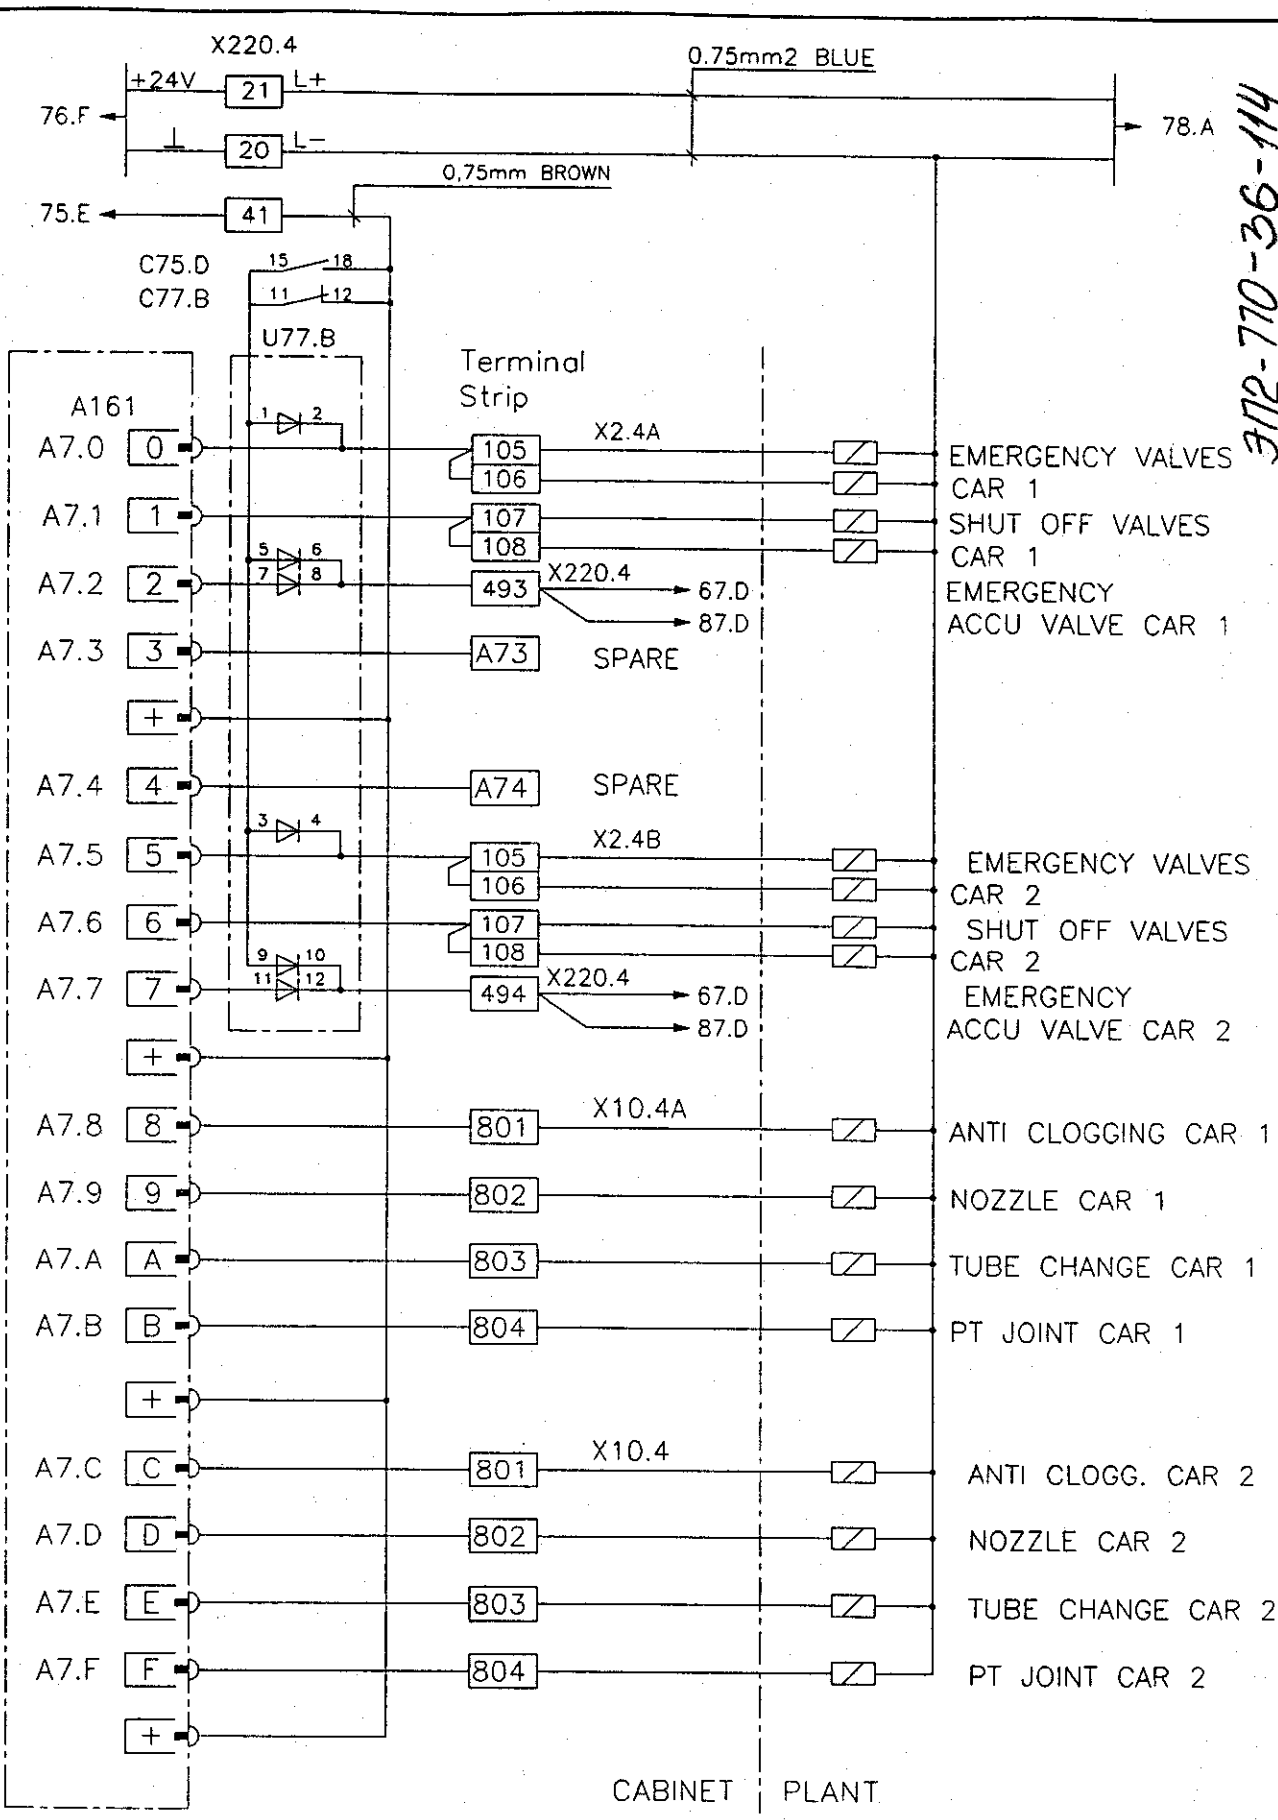 X220.4
0.75mm2 BLUE
+24V 21 L+
76.F
78.A
20 L-
0,75mm BROWN
75.E 41
C75.D 15 18
C77.B 11 12
U77.B
Terminal
Strip
A161
1 2
A7.0 0 105 X2.4A EMERGENCY VALVES
106 CAR 1
A7.1 1 107 SHUT OFF VALVES
108 CAR 1
5 6
A7.2 2 7 8 493 X220.4 67.D EMERGENCY
87.D ACCU VALVE CAR 1
A7.3 3 A73 SPARE
+
A7.4 4 A74 SPARE
3 4
A7.5 5 105 X2.4B EMERGENCY VALVES
106 CAR 2
A7.6 6 107 SHUT OFF VALVES
108 CAR 2
9 10
A7.7 7 11 12 494 X220.4 67.D EMERGENCY
87.D ACCU VALVE CAR 2
+
A7.8 8 801 X10.4A ANTI CLOGGING CAR 1
A7.9 9 802 NOZZLE CAR 1
A7.A A 803 TUBE CHANGE CAR 1
A7.B B 804 PT JOINT CAR 1
+
A7.C C 801 X10.4 ANTI CLOGG. CAR 2
A7.D D 802 NOZZLE CAR 2
A7.E E 803 TUBE CHANGE CAR 2
A7.F F 804 PT JOINT CAR 2
+
CABINET PLANT
ЭП2-770-36-114